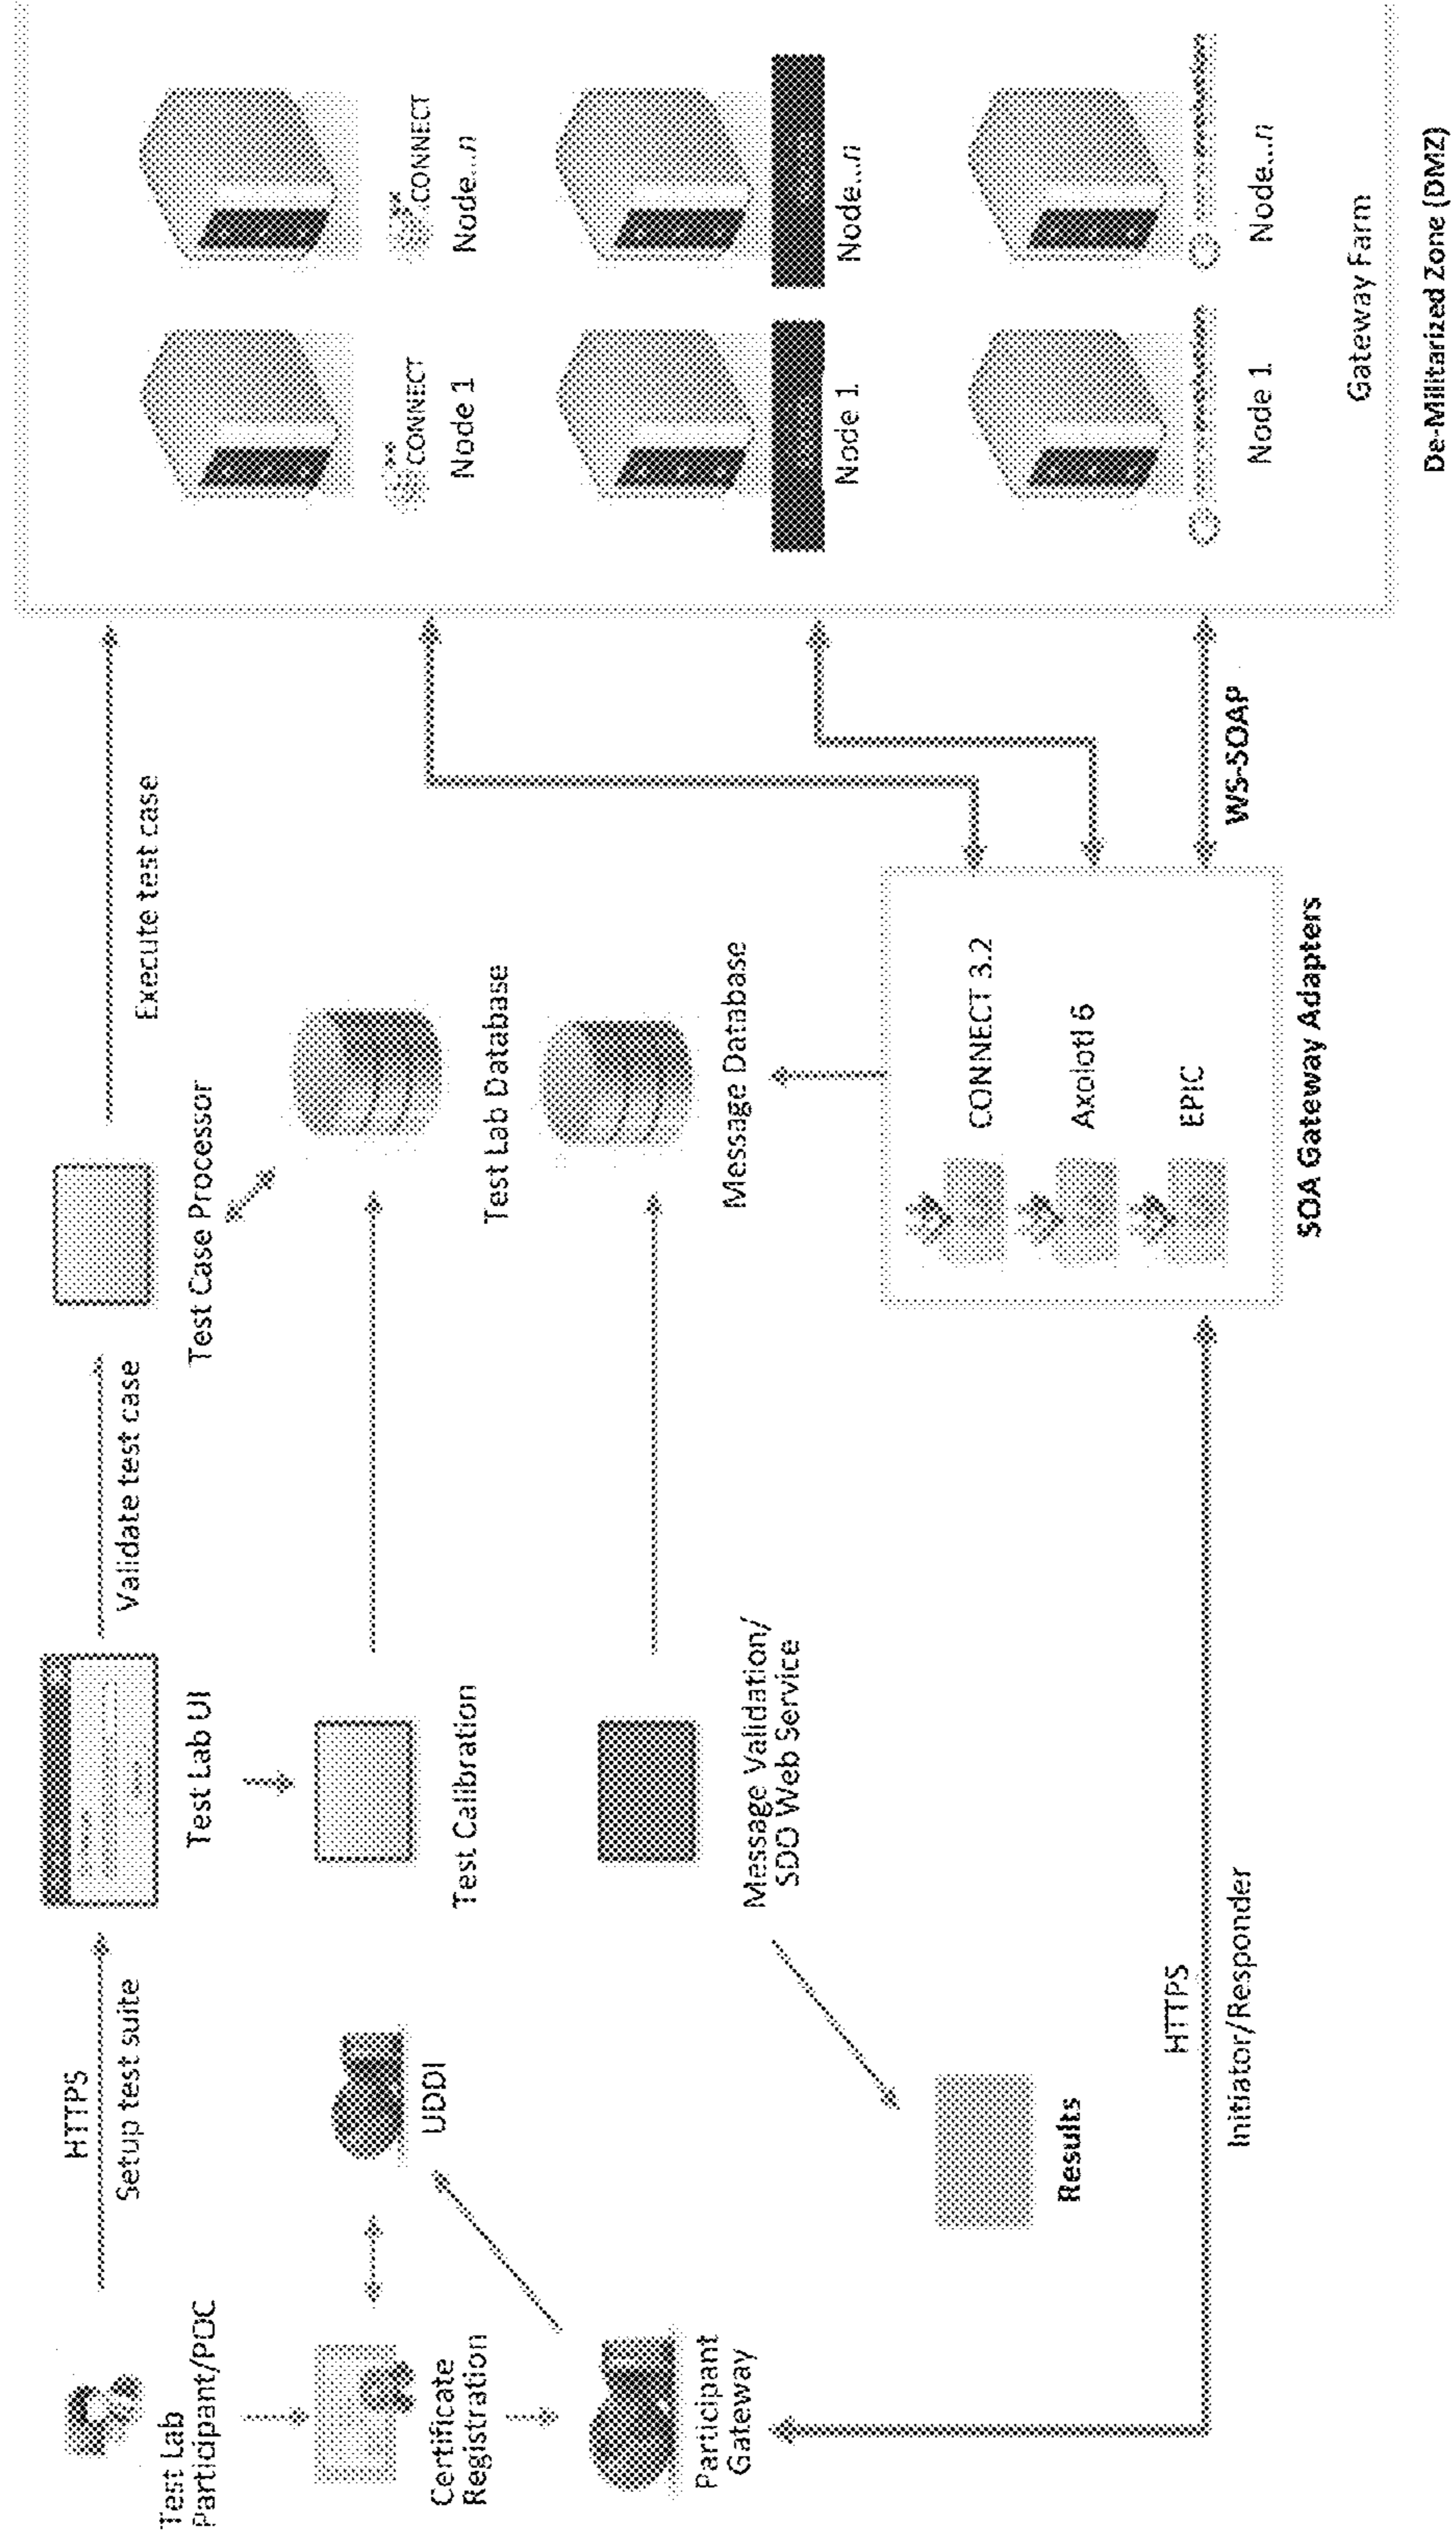 HTTPS
Setup test suite
Validate test case
Execute test case
Test Lab
Participant/POC
Test Lab UI
Test Case Processor
CONNECT
Node 1
CONNECT
Node...n
Certificate
Registration
UDDI
Test Calibration
Test Lab Database
Participant
Gateway
Message Validation/
SDO Web Service
Message Database
Node 1
Node...n
Results
CONNECT 3.2
Axolotl 6
EPIC
HTTPS
Initiator/Responder
WS-SOAP
SOA Gateway Adapters
Node 1
Node...n
Gateway Farm
De-Militarized Zone (DMZ)